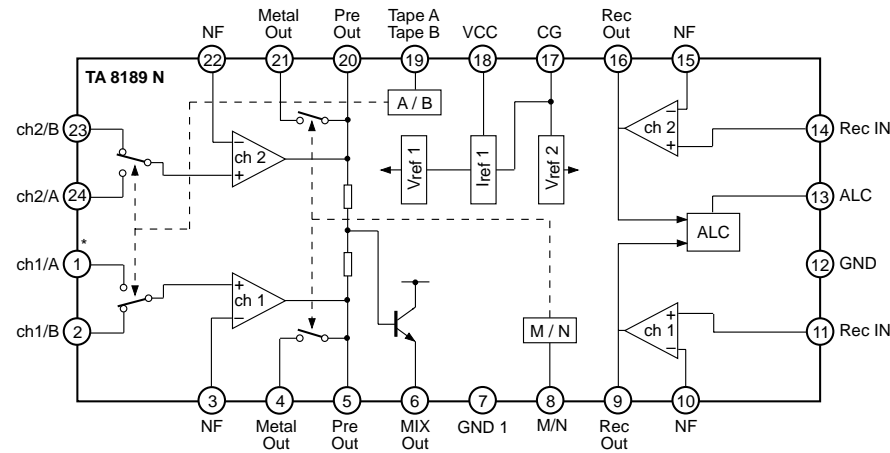 Metal Pre Tape A Rec
NF Out Out Tape B VCC CG Out NF
22 21 20 19 18 17 16 15
TA 8189 N
A / B
ch2/B 23
ch 2
ch 2
14 Rec IN
Vref 1
Iref 1
Vref 2
ch2/A 24
13 ALC
ALC
*
ch1/A 1
12 GND
ch 1
ch 1
M / N
ch1/B 2
11 Rec IN
3 4 5 6 7 8 9 10
NF Metal Pre MIX GND 1 M/N Rec NF
Out Out Out Out